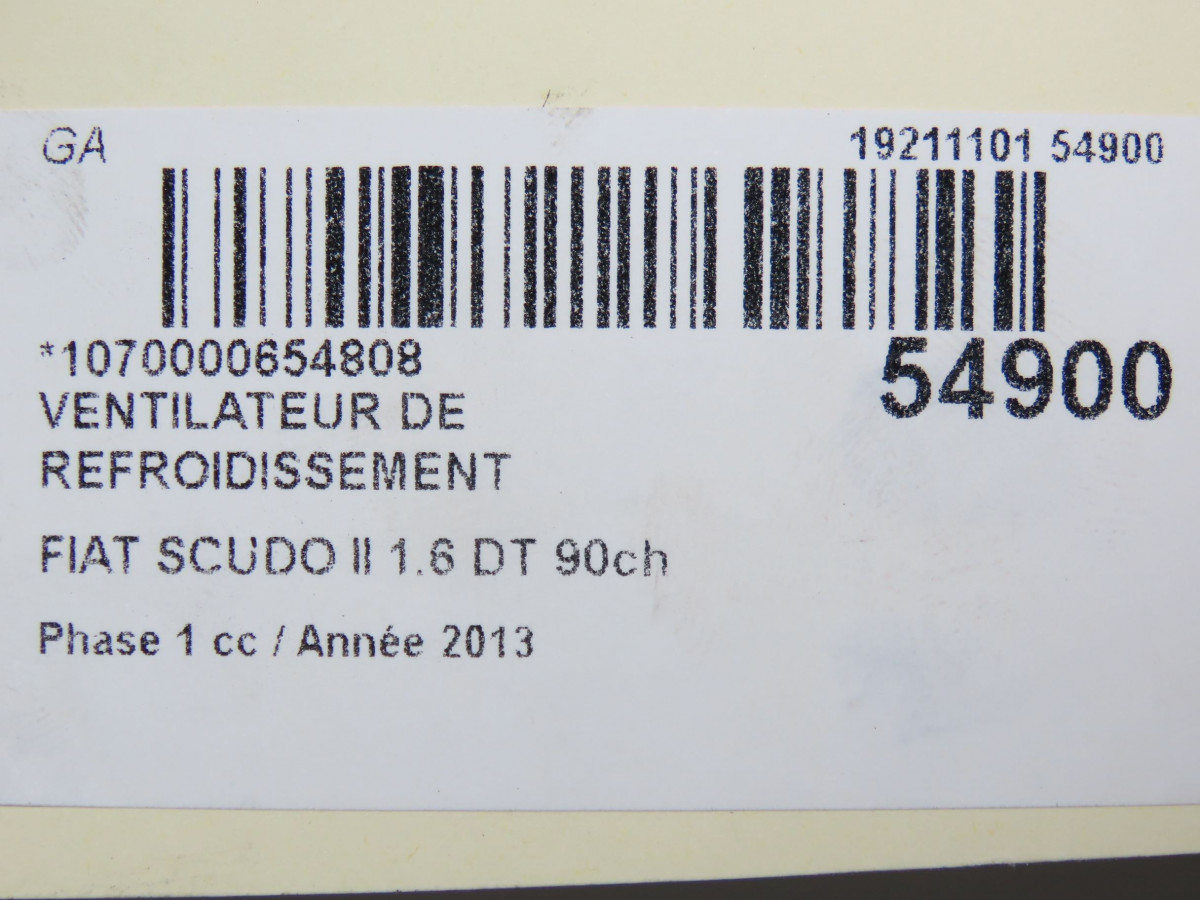 GA
19211101 54900
*1070000654808
54900
VENTILATEUR DE
REFROIDISSEMENT
FIAT SCUDO II 1.6 DT 90ch
Phase 1 cc / Année 2013